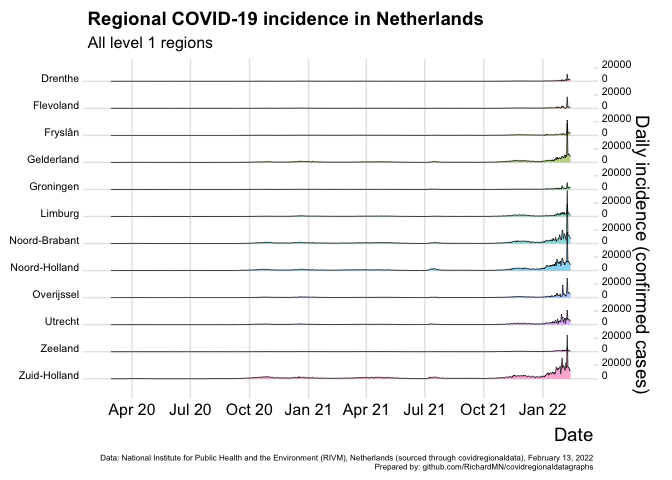 Regional COVID-19 incidence in Netherlands
All level 1 regions
Drenthe
Flevoland
Fryslân
Gelderland
Groningen
Limburg
Noord-Brabant
Noord-Holland
Overijssel
Utrecht
Zeeland
Zuid-Holland
20000
0
20000
0
20000
0
20000
0
20000
0
20000
0
20000
0
20000
0
20000
0
20000
0
20000
0
20000
0
Daily incidence (confirmed cases)
Apr 20 Jul 20 Oct 20 Jan 21 Apr 21 Jul 21 Oct 21 Jan 22
Date
Data: National Institute for Public Health and the Environment (RIVM), Netherlands (sourced through covidregionaldata), February 13, 2022
Prepared by: github.com/RichardMN/covidregionaldatagraphs